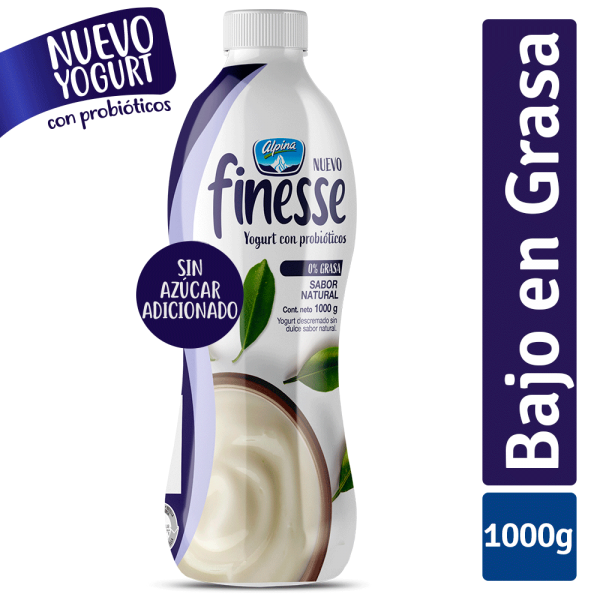 NUEVO
YOGURT
con probióticos
Alpina
NUEVO
finesse
Yogurt con probióticos
0% GRASA
SABOR
NATURAL
Cont. neto 1000 g
Yogurt descremado sin
dulce sabor natural.
SIN
AZÚCAR
ADICIONADO
Bajo en Grasa
1000g